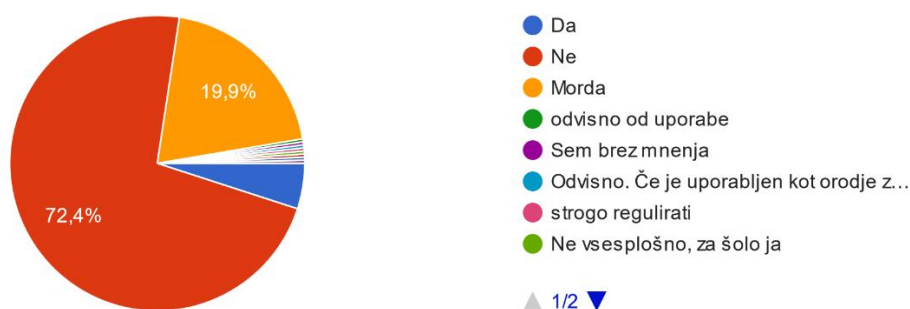 19,9%
72,4%
Da
Ne
Morda
odvisno od uporabe
Sem brez mnenja
Odvisno. Če je uporabljen kot orodje z...
strogo regulirati
Ne vsesplošno, za šolo ja
1/2